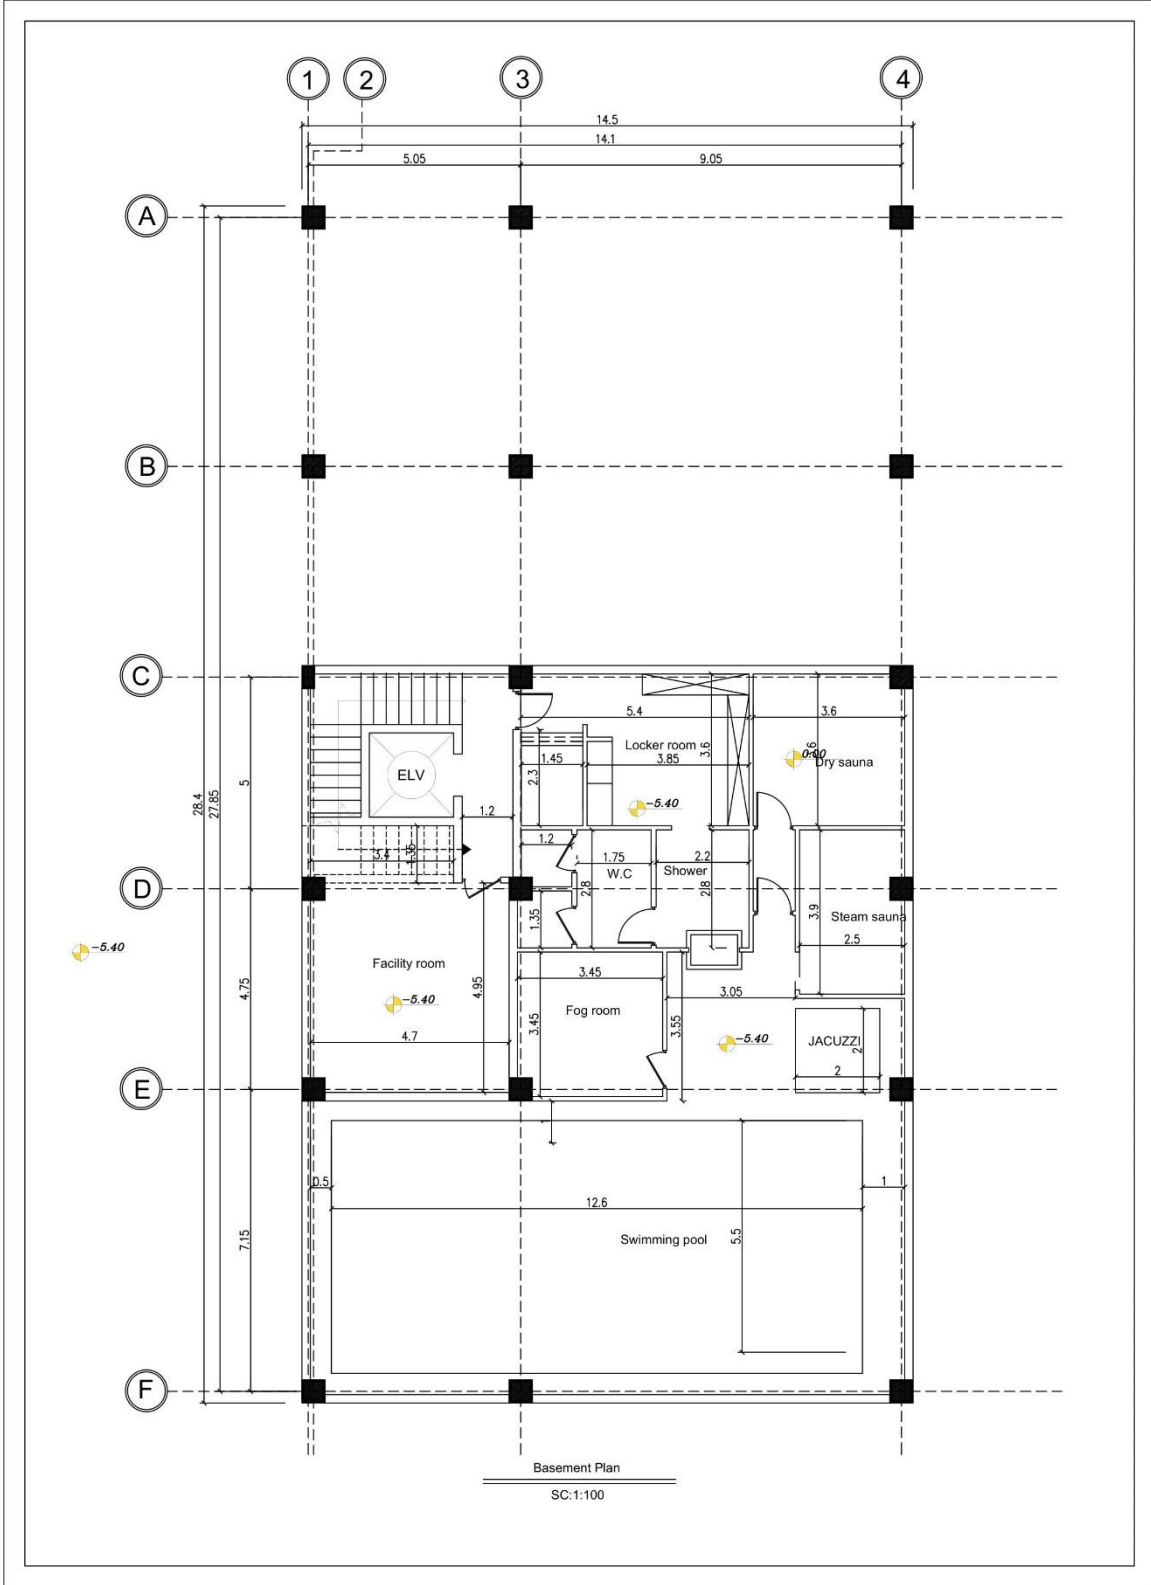 1 2 3 4
14.5
14.1
5.05 9.05
A
B
C
5.4 3.6
Locker room 3.6
1.45 3.85 3.6 0.00
Dry sauna
ELV
2.3
5
28.4
27.85
-5.40
1.2
1.2
3.4 1.35
1.75 2.2
W.C Shower
2.8 2.8
D
3.9
1.35 Steam sauna
2.5
-5.40
Facility room
3.45
4.75 4.95
-5.40
3.05
Fog room
3.45 3.55
4.7
-5.40 JACUZZI
2
2
E
0.5 1
12.6
Swimming pool 5.5
7.15
F
Basement Plan
SC:1:100